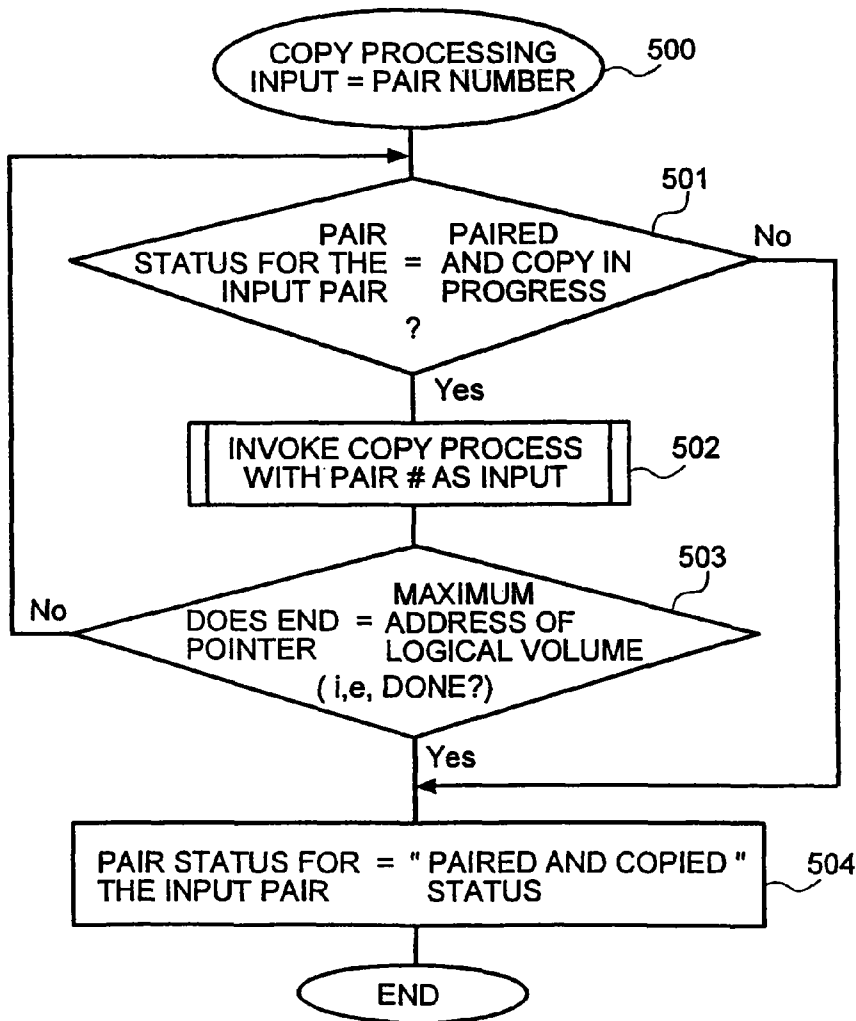 COPY PROCESSING
INPUT = PAIR NUMBER
500
501
PAIR PAIRED
STATUS FOR THE = AND COPY IN
INPUT PAIR PROGRESS
?
No
Yes
INVOKE COPY PROCESS
WITH PAIR # AS INPUT
502
503
MAXIMUM
DOES END = ADDRESS OF
POINTER LOGICAL VOLUME
( i,e, DONE?)
No
Yes
PAIR STATUS FOR = " PAIRED AND COPIED "
THE INPUT PAIR STATUS
504
END